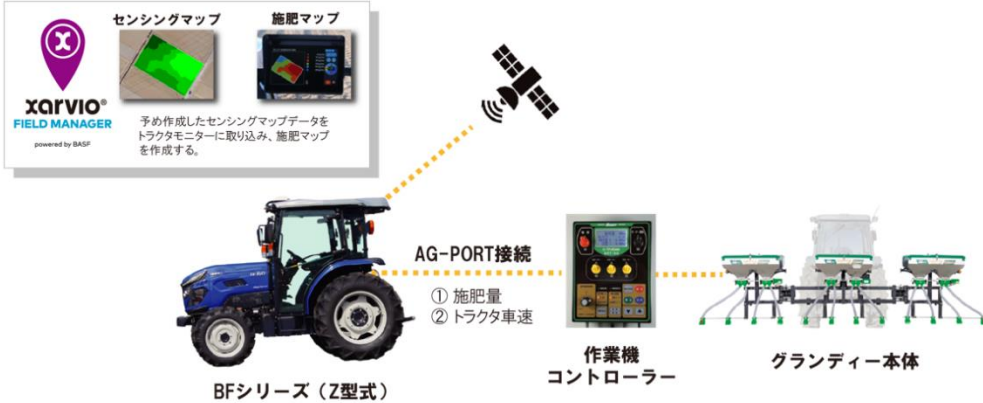 センシングマップ
施肥マップ
xarvio®
FIELD MANAGER
powered by BASF
予め作成したセンシングマップデータを
トラクタモニターに取り込み、施肥マップ
を作成する。
AG-PORT接続
① 施肥量
② トラクタ車速
BFシリーズ（Z型式）
作業機
コントローラー
グランディー本体